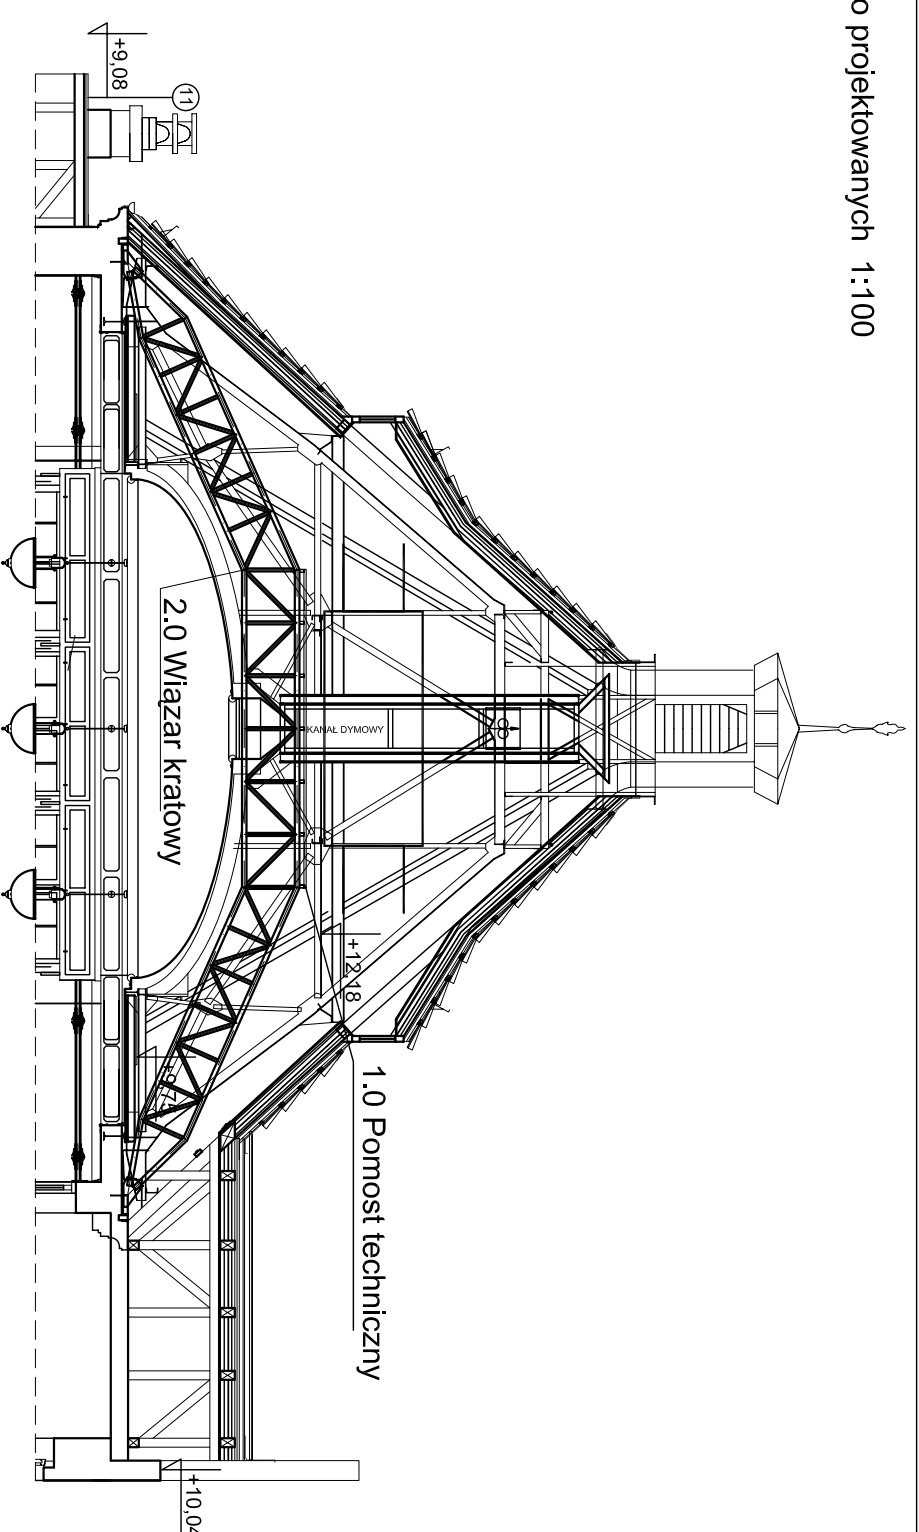 o projektowanych 1:100
+9,08
11
KANAŁ DYMOWY
2.0 Wiązar kratowy
+12,18
1.0 Pomost techniczny
+10,04